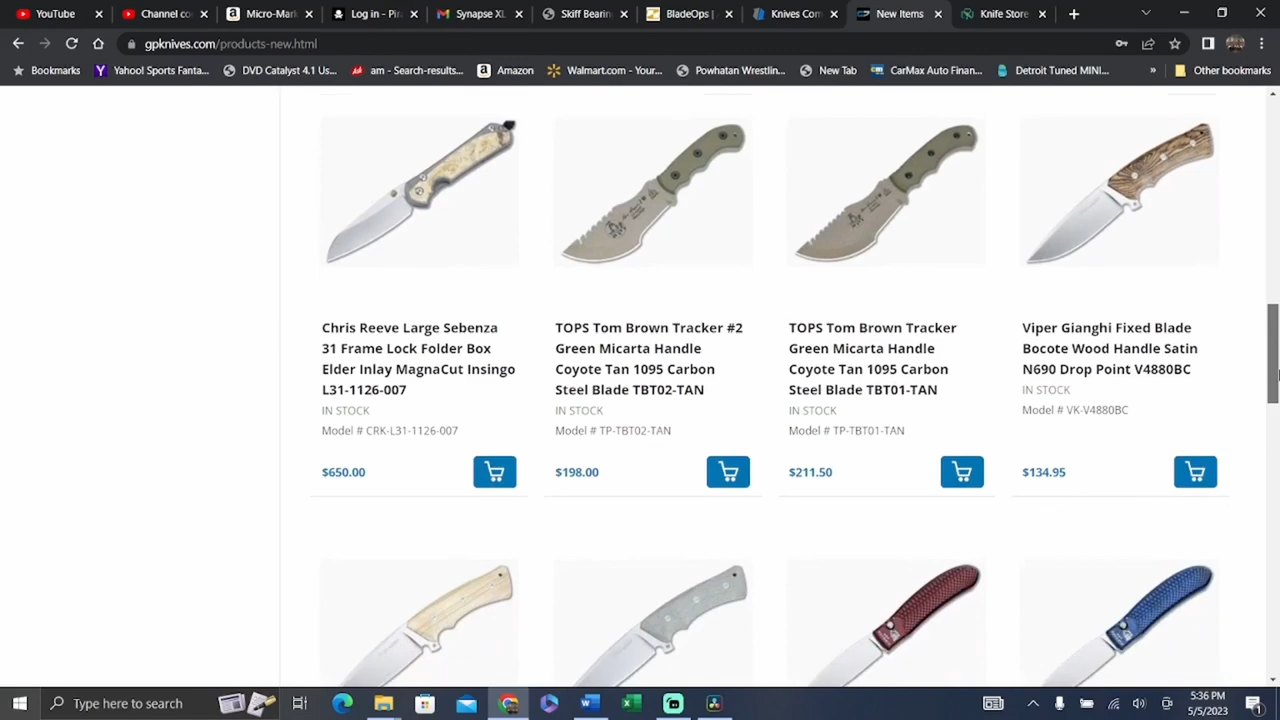 YouTube
Channel co
Micro-Mar
Log in - Pir
Synapse XL
Skiff Bearin
BladeOps |
Knives Com
New Items
Knife Store
gpknives.com/products-new.html
Bookmarks
Yahoo! Sports Fanta...
DVD Catalyst 4.1 Us...
am - Search-results...
Amazon
Walmart.com - Your...
Powhatan Wrestlin...
New Tab
CarMax Auto Finan...
Detroit Tuned MINI...
»
Other bookmarks
Chris Reeve Large Sebenza
31 Frame Lock Folder Box
Elder Inlay MagnaCut Insingo
L31-1126-007
IN STOCK
Model # CRK-L31-1126-007
$650.00
TOPS Tom Brown Tracker #2
Green Micarta Handle
Coyote Tan 1095 Carbon
Steel Blade TBT02-TAN
IN STOCK
Model # TP-TBT02-TAN
$198.00
TOPS Tom Brown Tracker
Green Micarta Handle
Coyote Tan 1095 Carbon
Steel Blade TBT01-TAN
IN STOCK
Model # TP-TBT01-TAN
$211.50
Viper Gianghi Fixed Blade
Bocote Wood Handle Satin
N690 Drop Point V4880BC
IN STOCK
Model # VK-V4880BC
$134.95
Type here to search
5:36 PM
5/5/2023